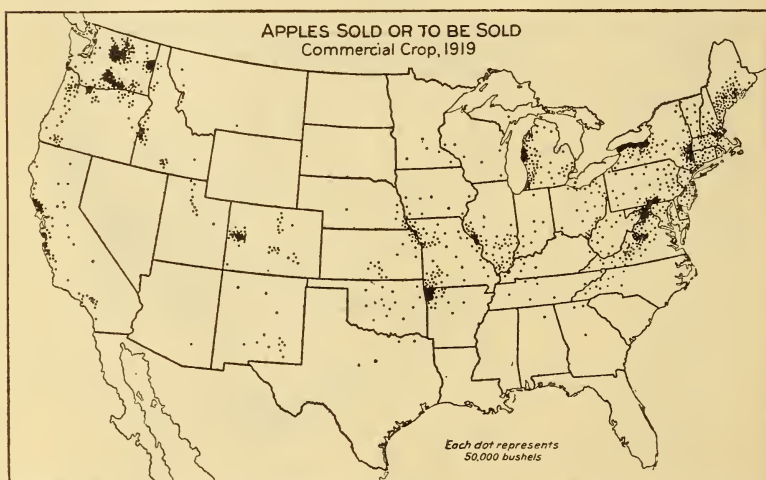 APPLES SOLD OR TO BE SOLD
Commercial Crop, 1919
Each dot represents
50,000 bushels